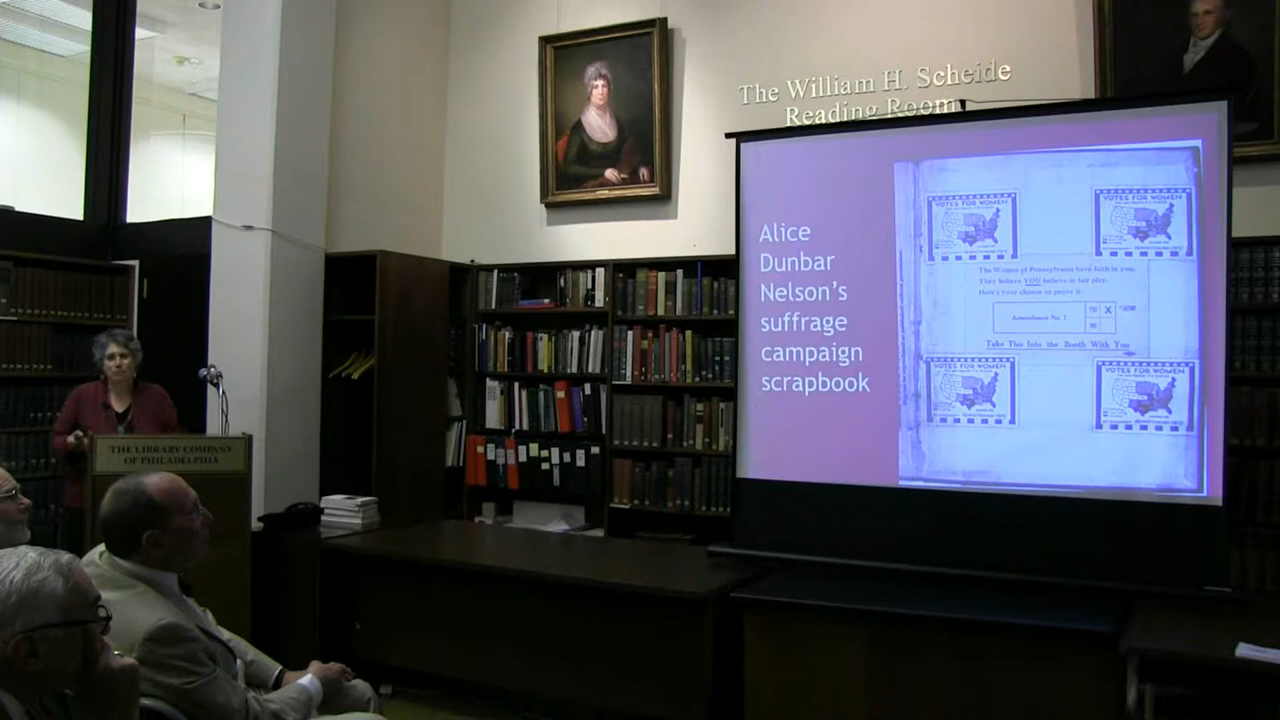 The William H. Scheide
Reading Room
Alice
Dunbar
Nelson's
suffrage
campaign
scrapbook
VOTES FOR WOMEN
VOTES FOR WOMEN
The Women of Pennsylvania have faith in you.
They believe YOU believe in fair play.
Here's your chance to prove it.
Amendment No. 1
X
Take This Into the Booth With You
VOTES FOR WOMEN
VOTES FOR WOMEN
THE LIBRARY COMPANY
OF PHILADELPHIA